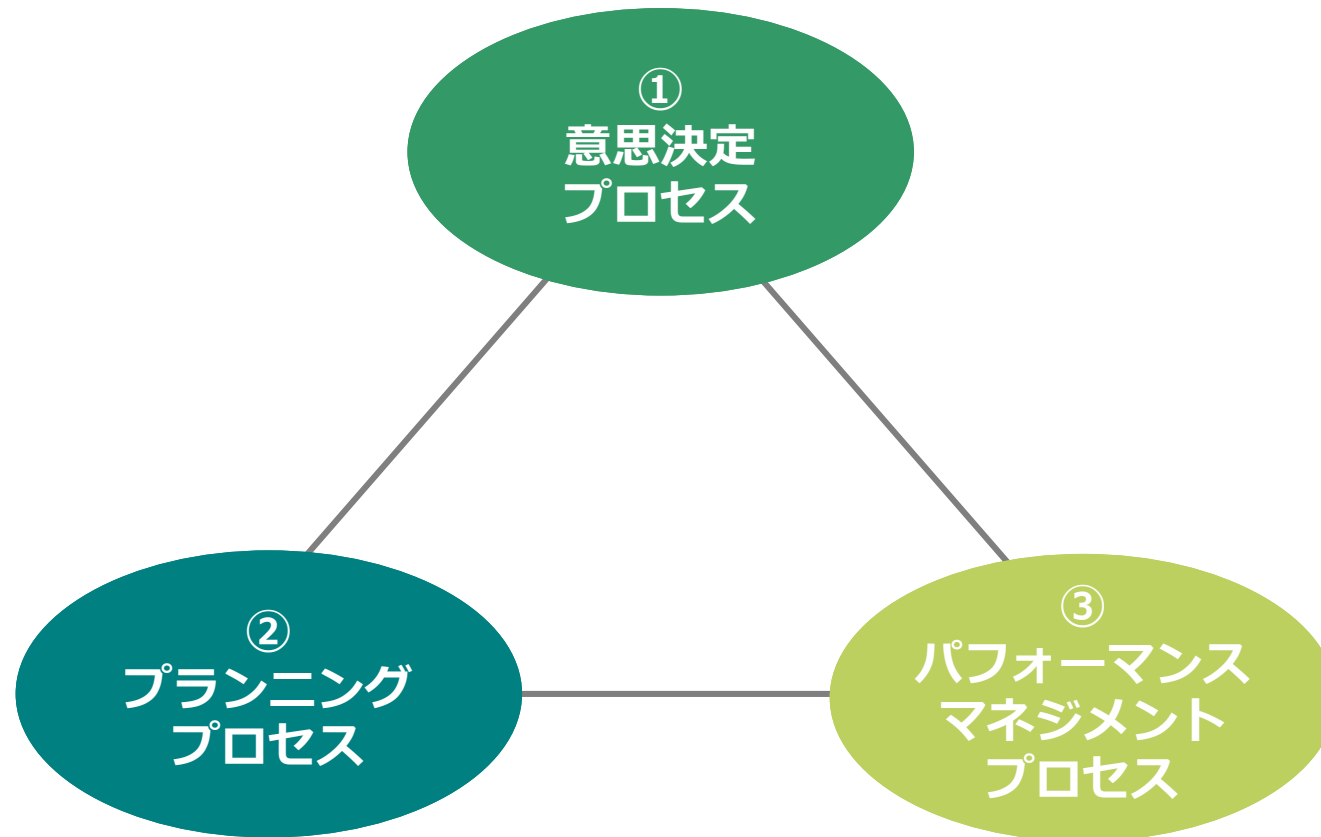 ①
意思決定
プロセス
②
プランニング
プロセス
③
パフォーマンス
マネジメント
プロセス